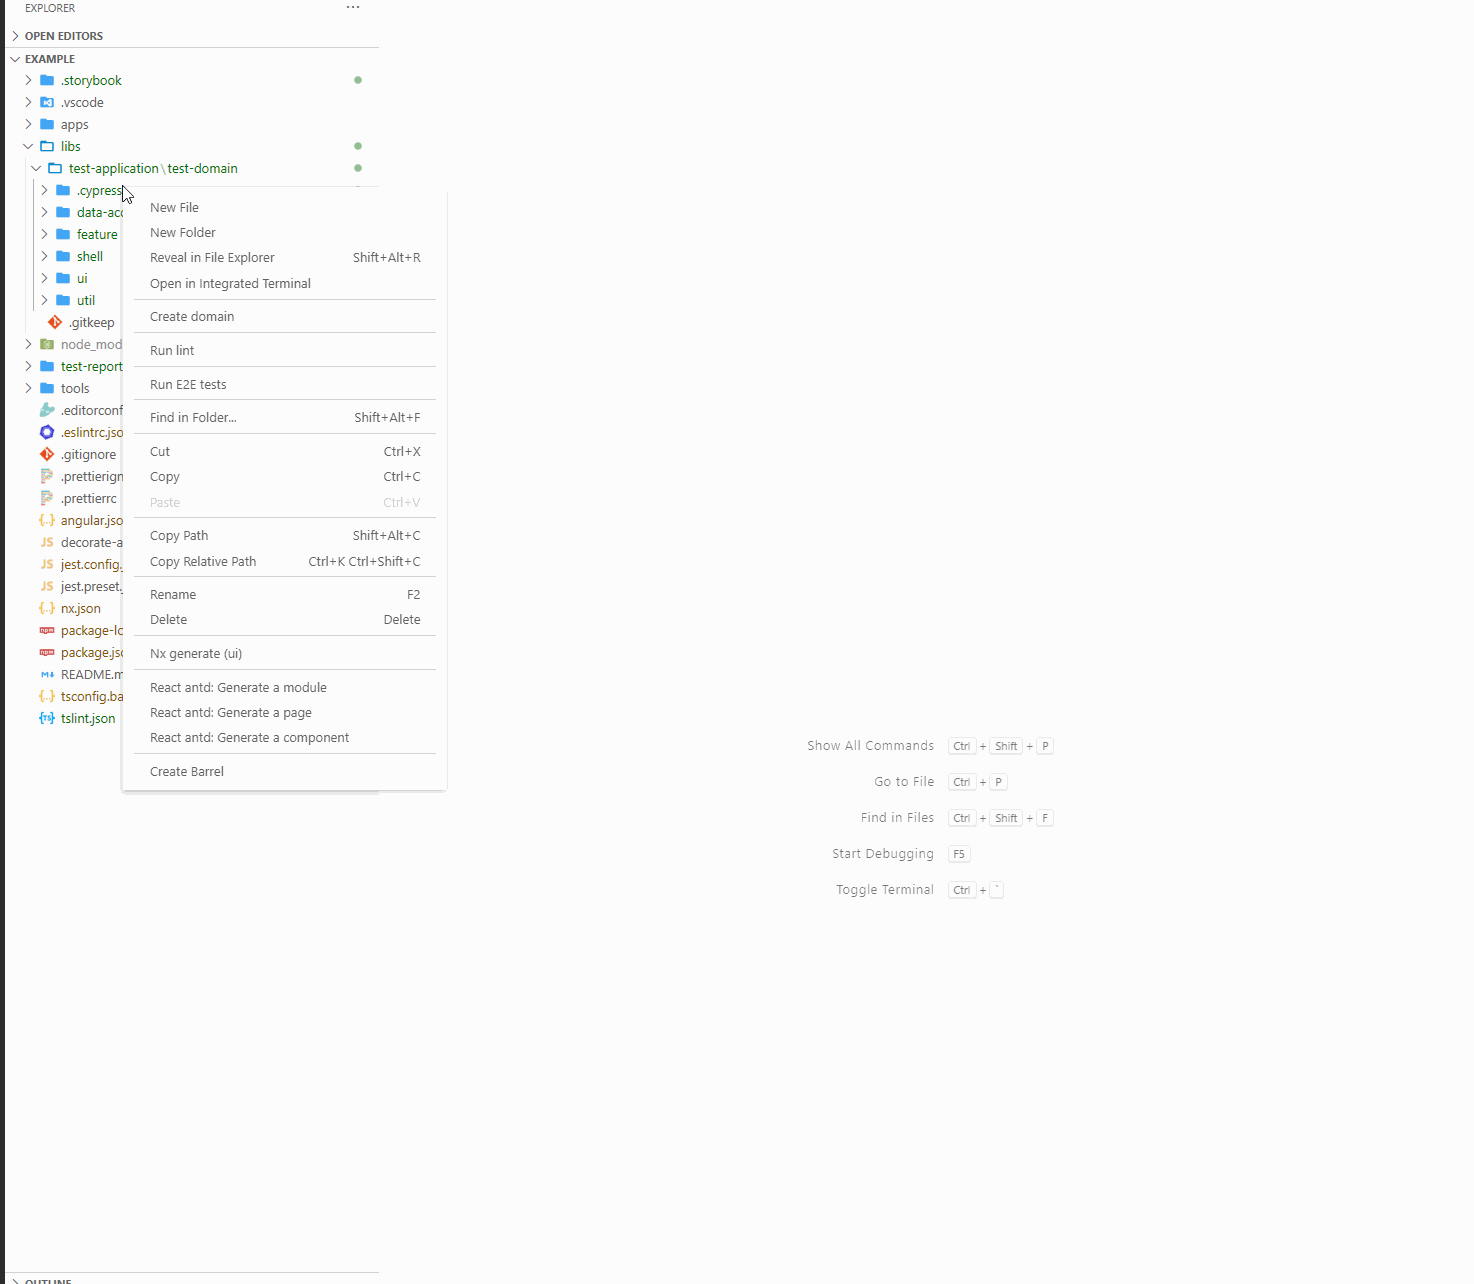 EXPLORER
OPEN EDITORS
EXAMPLE
.storybook
.vscode
apps
libs
test-application\test-domain
.cypress
data-acc
feature
shell
ui
util
.gitkeep
node_mod
test-report
tools
.editorconf
.eslintrc.jso
.gitignore
.prettierign
.prettierrc
angular.jso
decorate-a
jest.config.
jest.preset.
nx.json
package-lo
package.jso
README.m
tsconfig.ba
tslint.json
OUTLINE
New File
New Folder
Reveal in File Explorer Shift+Alt+R
Open in Integrated Terminal
Create domain
Run lint
Run E2E tests
Find in Folder... Shift+Alt+F
Cut Ctrl+X
Copy Ctrl+C
Paste Ctrl+V
Copy Path Shift+Alt+C
Copy Relative Path Ctrl+K Ctrl+Shift+C
Rename F2
Delete Delete
Nx generate (ui)
React antd: Generate a module
React antd: Generate a page
React antd: Generate a component
Create Barrel
Show All Commands Ctrl + Shift + P
Go to File Ctrl + P
Find in Files Ctrl + Shift + F
Start Debugging F5
Toggle Terminal Ctrl + `